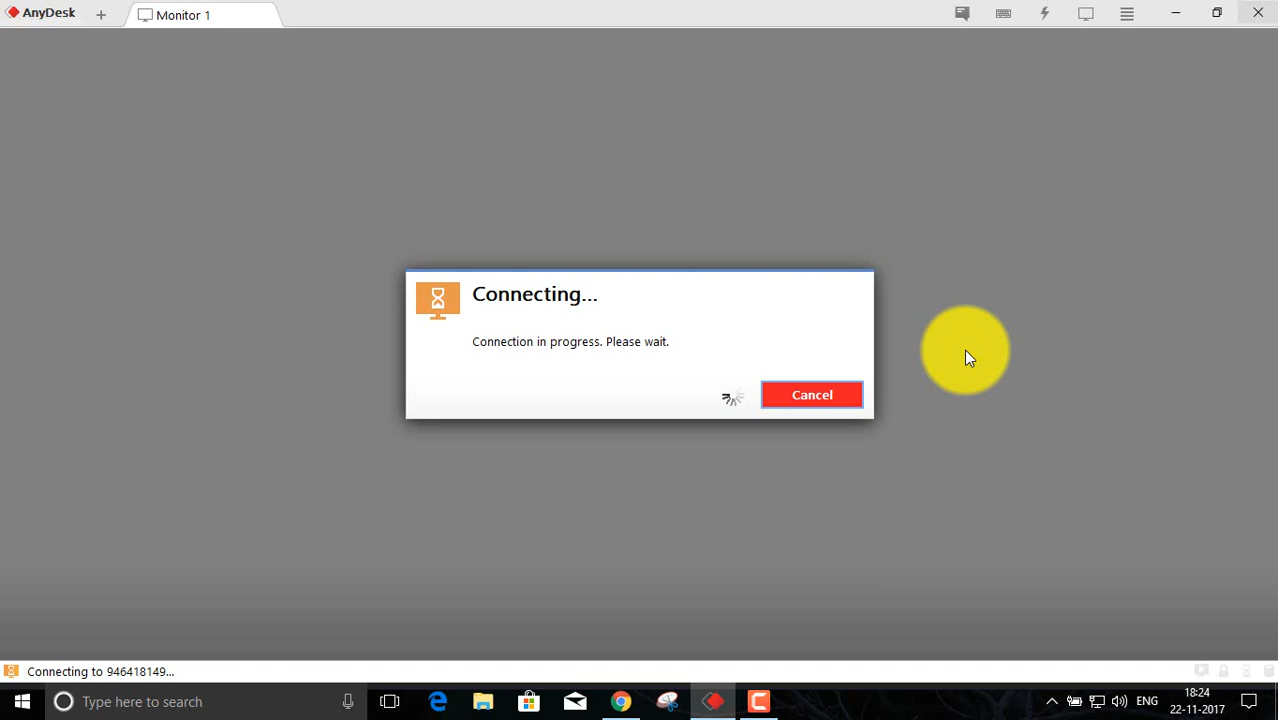 AnyDesk
Monitor 1
Connecting...
Connection in progress. Please wait.
Cancel
Connecting to 946418149...
Type here to search
ENG
18:24
22-11-2017